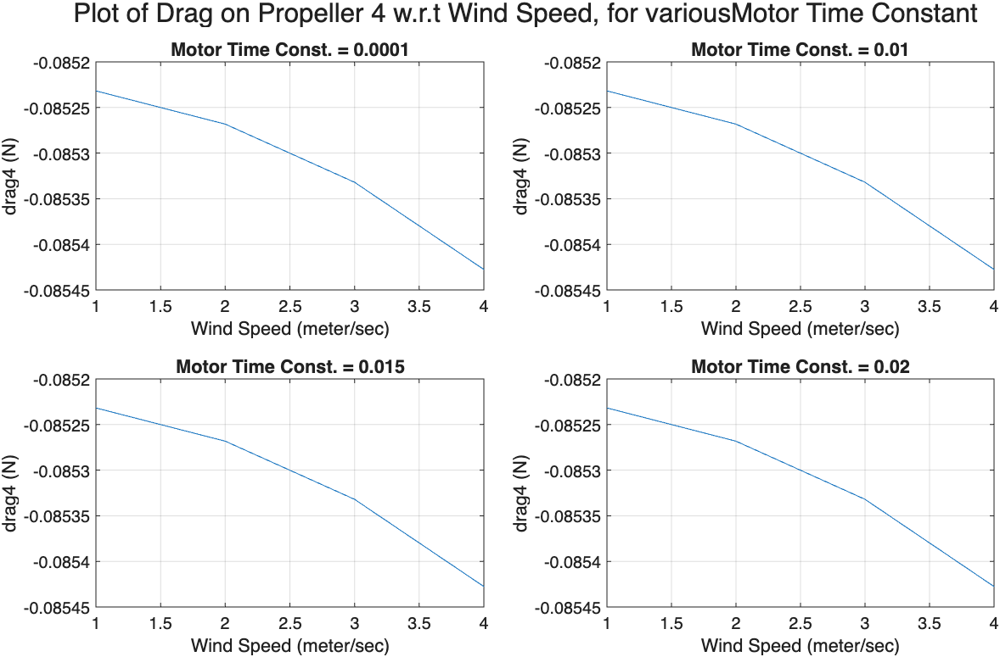 Plot of Drag on Propeller 4 w.r.t Wind Speed, for variousMotor Time Constant
Motor Time Const. = 0.0001
-0.0852
-0.08525
-0.0853
-0.08535
-0.0854
-0.08545
drag4 (N)
1 1.5 2 2.5 3 3.5 4
Wind Speed (meter/sec)
Motor Time Const. = 0.01
-0.0852
-0.08525
-0.0853
-0.08535
-0.0854
-0.08545
drag4 (N)
1 1.5 2 2.5 3 3.5 4
Wind Speed (meter/sec)
Motor Time Const. = 0.015
-0.0852
-0.08525
-0.0853
-0.08535
-0.0854
-0.08545
drag4 (N)
1 1.5 2 2.5 3 3.5 4
Wind Speed (meter/sec)
Motor Time Const. = 0.02
-0.0852
-0.08525
-0.0853
-0.08535
-0.0854
-0.08545
drag4 (N)
1 1.5 2 2.5 3 3.5 4
Wind Speed (meter/sec)